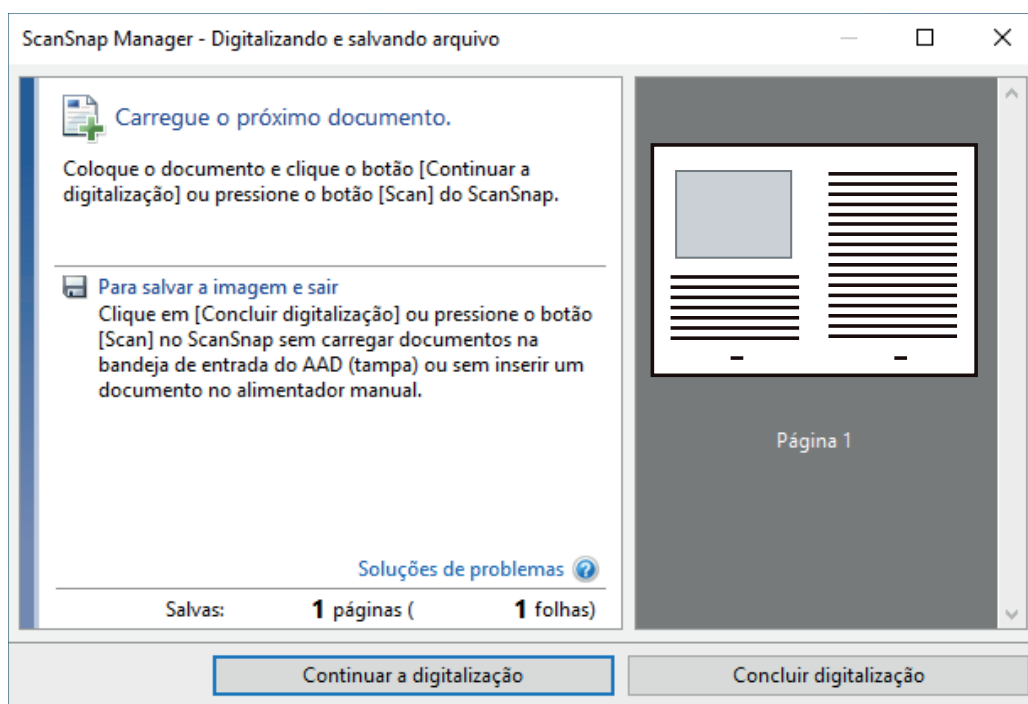 ScanSnap Manager - Digitalizando e salvando arquivo
Carregue o próximo documento.
Coloque o documento e clique o botão [Continuar a
digitalização] ou pressione o botão [Scan] do ScanSnap.
Para salvar a imagem e sair
Clique em [Concluir digitalização] ou pressione o botão
[Scan] no ScanSnap sem carregar documentos na
bandeja de entrada do AAD (tampa) ou sem inserir um
documento no alimentador manual.
Soluções de problemas
Salvas: 1 páginas ( 1 folhas)
Página 1
Continuar a digitalização
Concluir digitalização